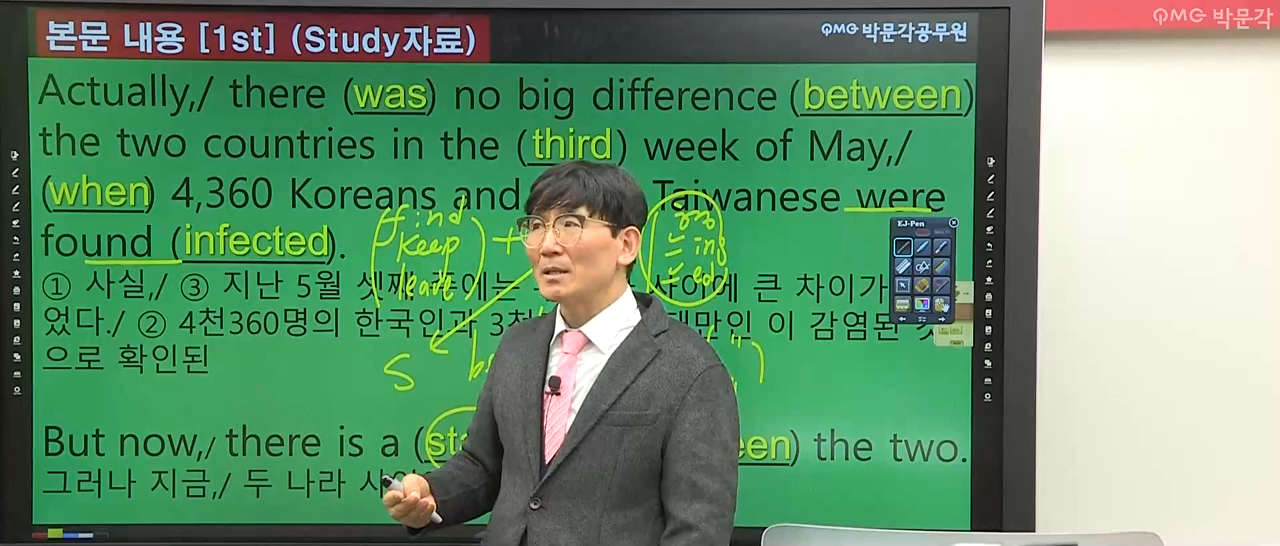 QMG 박문각
본문 내용 [1st] (Study자료)
QMG 박문각공무원
Actually,/ there (was) no big difference (between)
the two countries in the (third) week of May,/
(when) 4,360 Koreans and Taiwanese were
found (infected).
find
keep
+
ing
ed
① 사실,/ ③ 지난 5월 셋째 주에는 사이에 큰 차이가
었다./ ② 4천360명의 한국인과 3천 대만인 이 감염된 것
으로 확인된
S
But now,/ there is a ( ) the two.
그러나 지금,/ 두 나라
EJ-Pen